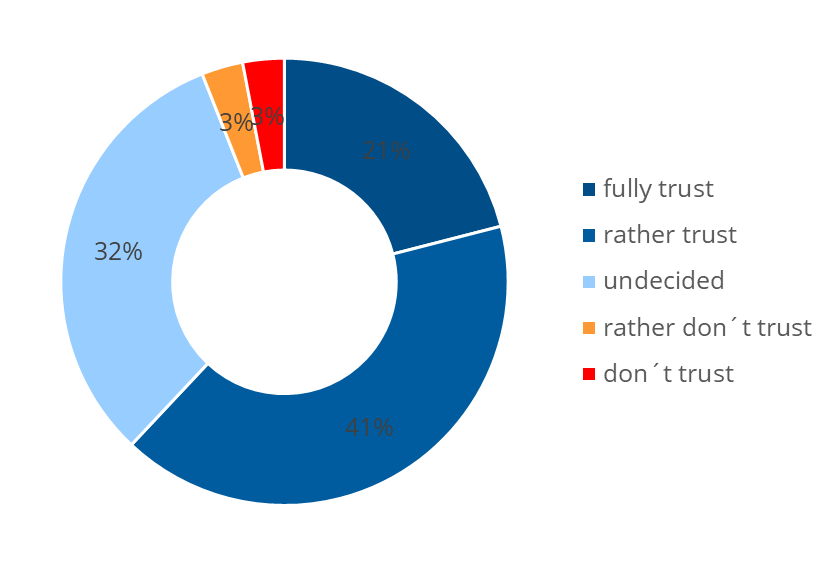 3%
3%
21%
32%
41%
fully trust
rather trust
undecided
rather don´t trust
don´t trust